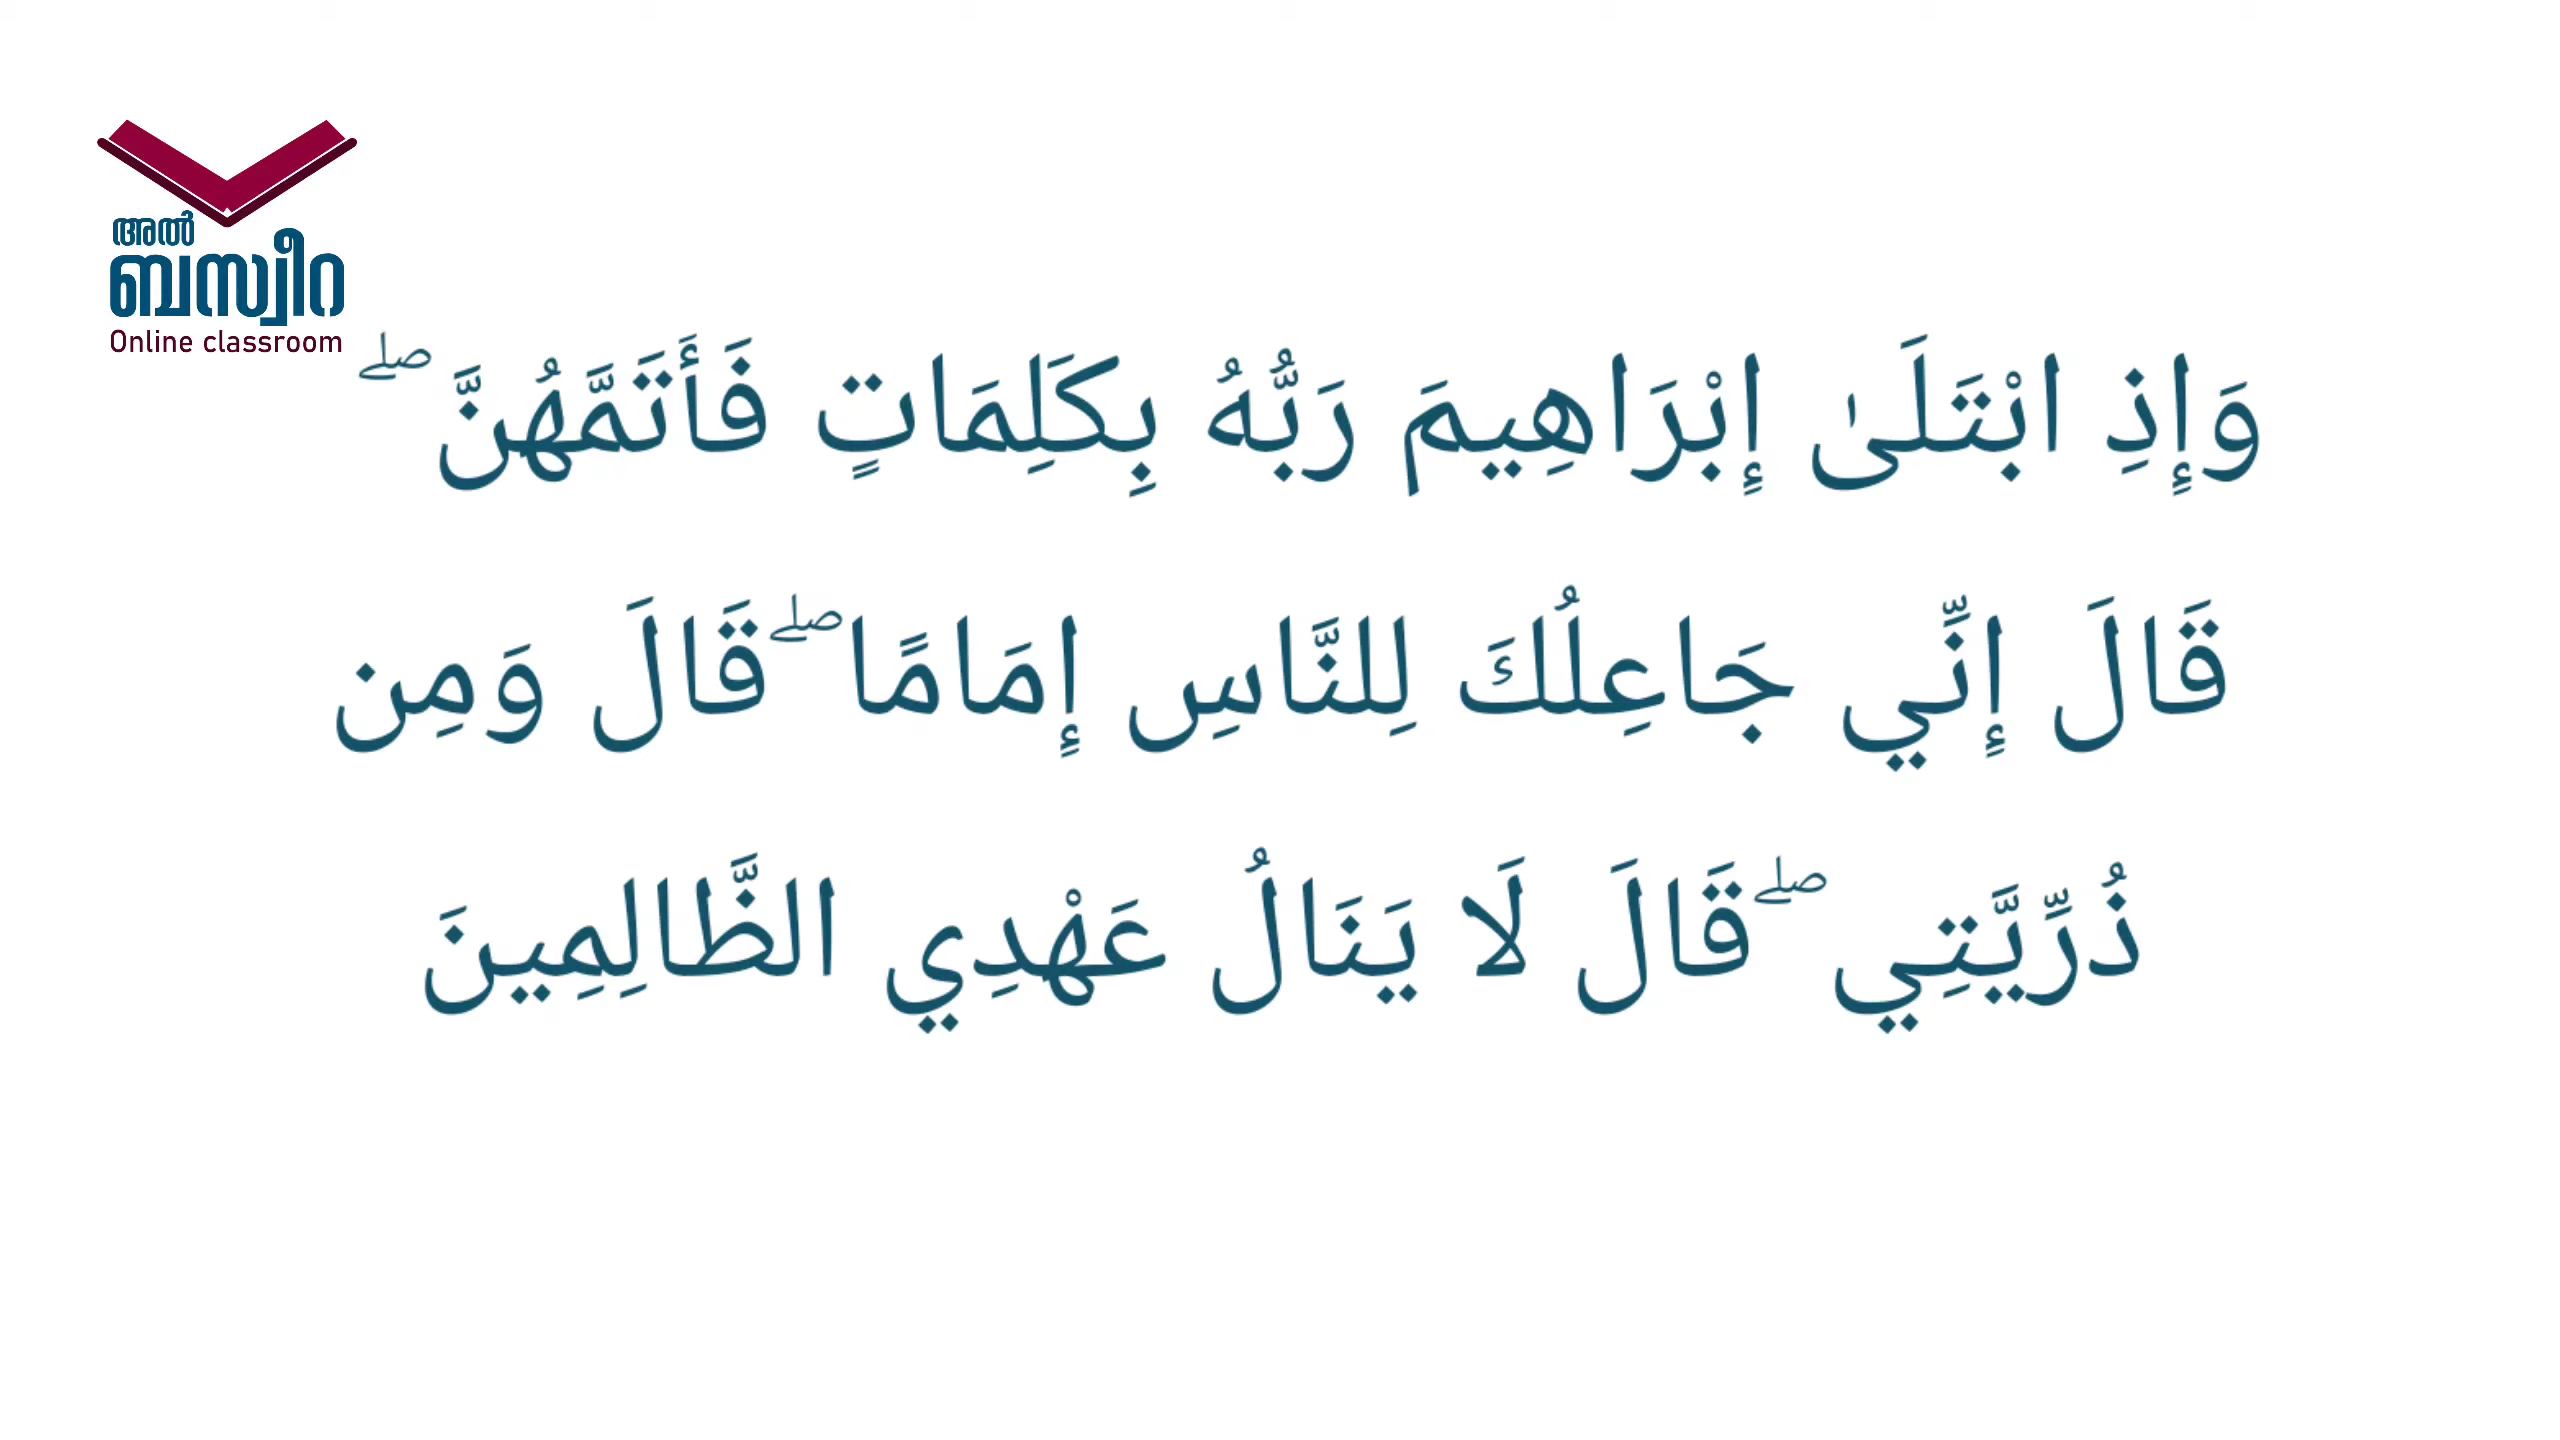 അൽ
ബസ്വീറ
Online classroom
وَإِذِ ابْتَلَىٰ إِبْرَاهِيمَ رَبُّهُ بِكَلِمَاتٍ فَأَتَمَّهُنَّ ۖ
قَالَ إِنِّي جَاعِلُكَ لِلنَّاسِ إِمَامًا ۖ قَالَ وَمِن
ذُرِّيَّتِي ۖ قَالَ لَا يَنَالُ عَهْدِي الظَّالِمِينَ